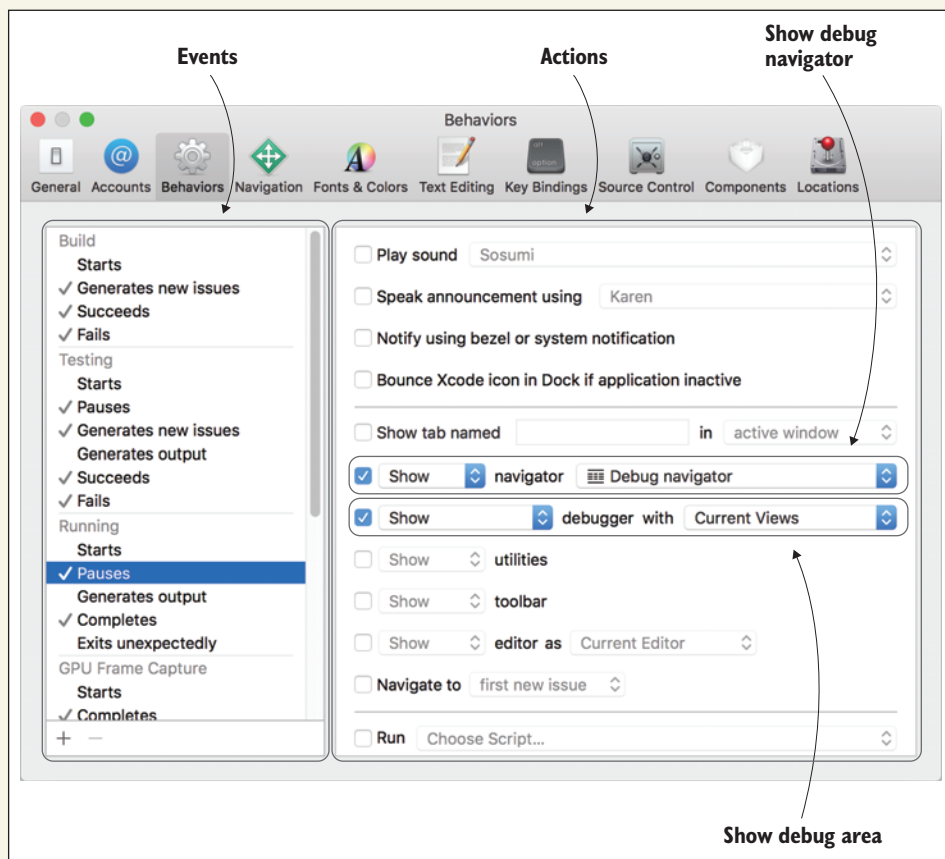 Show debug
navigator
Events
Actions
Behaviors
alt
option
General Accounts Behaviors Navigation Fonts & Colors Text Editing Key Bindings Source Control Components Locations
Build
Starts
✓ Generates new issues
✓ Succeeds
✓ Fails
Testing
Starts
✓ Pauses
✓ Generates new issues
Generates output
✓ Succeeds
✓ Fails
Running
Starts
✓ Pauses
Generates output
✓ Completes
Exits unexpectedly
GPU Frame Capture
Starts
✓ Completes
+ −
Play sound Sosumi
Speak announcement using Karen
Notify using bezel or system notification
Bounce Xcode icon in Dock if application inactive
Show tab named in active window
Show navigator Debug navigator
Show debugger with Current Views
Show utilities
Show toolbar
Show editor as Current Editor
Navigate to first new issue
Run Choose Script...
Show debug area